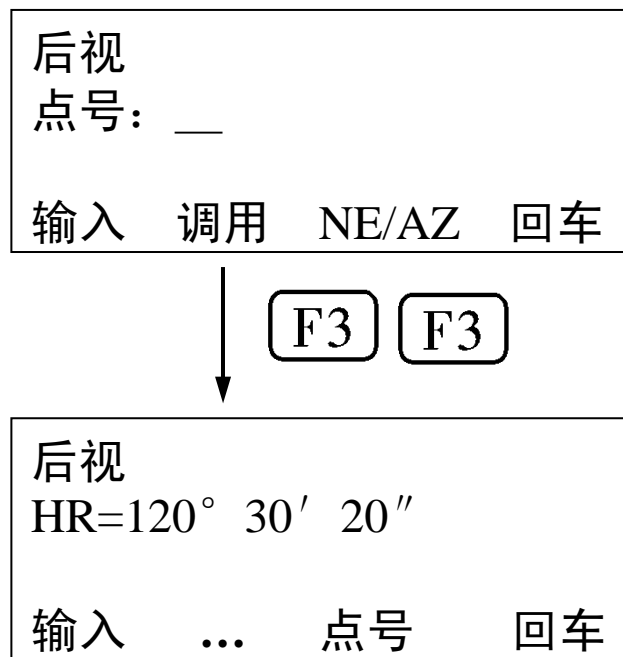 后视
点号：__
输入 调用 NE/AZ 回车
F3 F3
后视
HR=120° 30′ 20″
输入 … 点号 回车